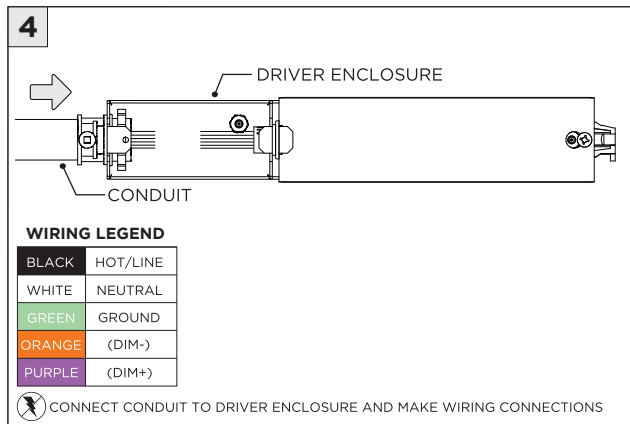 4
DRIVER ENCLOSURE
CONDUIT
WIRING LEGEND
BLACK HOT/LINE
WHITE NEUTRAL
GREEN GROUND
ORANGE (DIM-)
PURPLE (DIM+)
CONNECT CONDUIT TO DRIVER ENCLOSURE AND MAKE WIRING CONNECTIONS